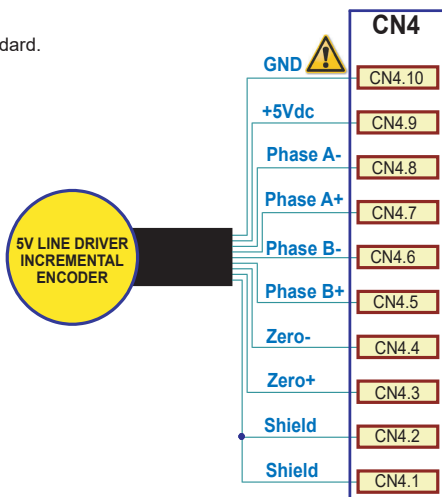 dard.
CN4
GND
CN4.10
+5Vdc
CN4.9
Phase A-
CN4.8
Phase A+
CN4.7
Phase B-
CN4.6
Phase B+
CN4.5
Zero-
CN4.4
Zero+
CN4.3
Shield
CN4.2
Shield
CN4.1
5V LINE DRIVER
INCREMENTAL
ENCODER